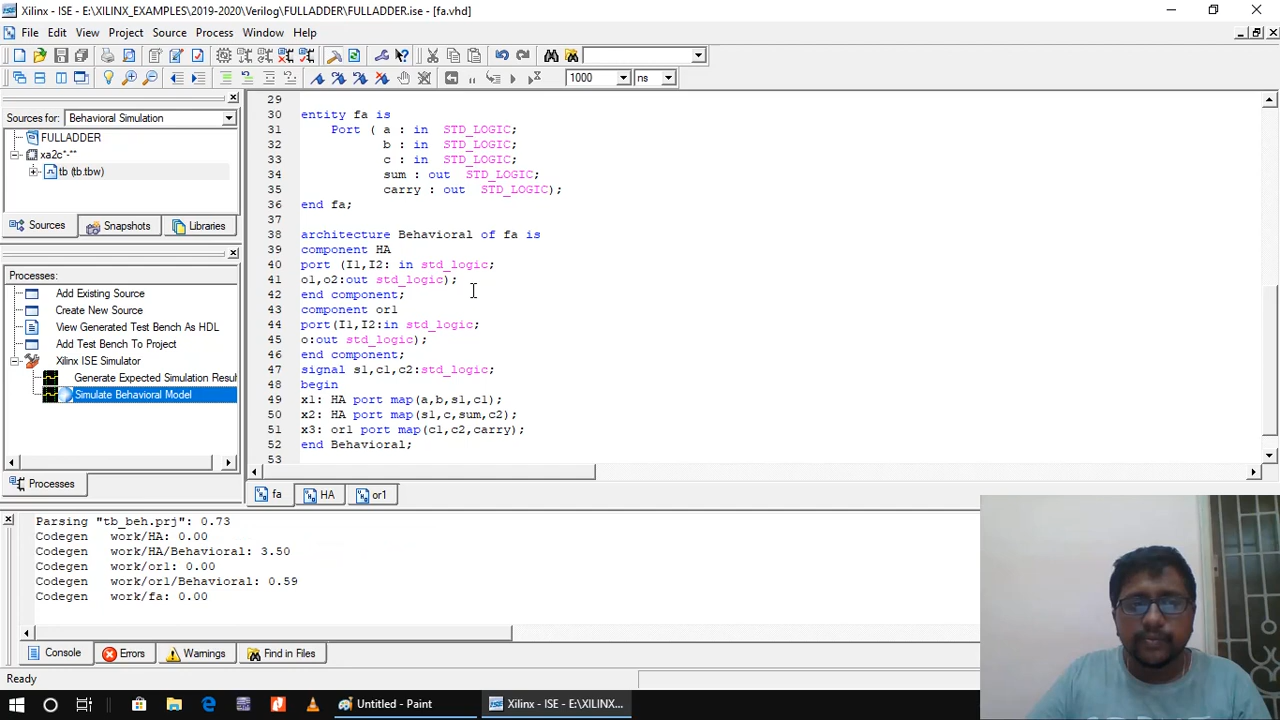 Xilinx - ISE - E:\XILINX_EXAMPLES\2019-2020\Verilog\FULLADDER\FULLADDER.ise - [fa.vhd]
File Edit View Project Source Process Window Help
1000 ns
Sources for: Behavioral Simulation
FULLADDER
xa2c*-**
tb (tb.tbw)
Sources Snapshots Libraries
Processes:
Add Existing Source
Create New Source
View Generated Test Bench As HDL
Add Test Bench To Project
Xilinx ISE Simulator
Generate Expected Simulation Resul
Simulate Behavioral Model
Processes
29
30 entity fa is
31 Port ( a : in STD_LOGIC;
32 b : in STD_LOGIC;
33 c : in STD_LOGIC;
34 sum : out STD_LOGIC;
35 carry : out STD_LOGIC);
36 end fa;
37
38 architecture Behavioral of fa is
39 component HA
40 port (I1,I2: in std_logic;
41 o1,o2:out std_logic);
42 end component;
43 component or1
44 port(I1,I2:in std_logic;
45 o:out std_logic);
46 end component;
47 signal s1,c1,c2:std_logic;
48 begin
49 x1: HA port map(a,b,s1,c1);
50 x2: HA port map(s1,c,sum,c2);
51 x3: or1 port map(c1,c2,carry);
52 end Behavioral;
53
fa HA or1
Parsing "tb_beh.prj": 0.73
Codegen work/HA: 0.00
Codegen work/HA/Behavioral: 3.50
Codegen work/or1: 0.00
Codegen work/or1/Behavioral: 0.59
Codegen work/fa: 0.00
Console Errors Warnings Find in Files
Ready
Untitled - Paint
Xilinx - ISE - E:\XILINX...